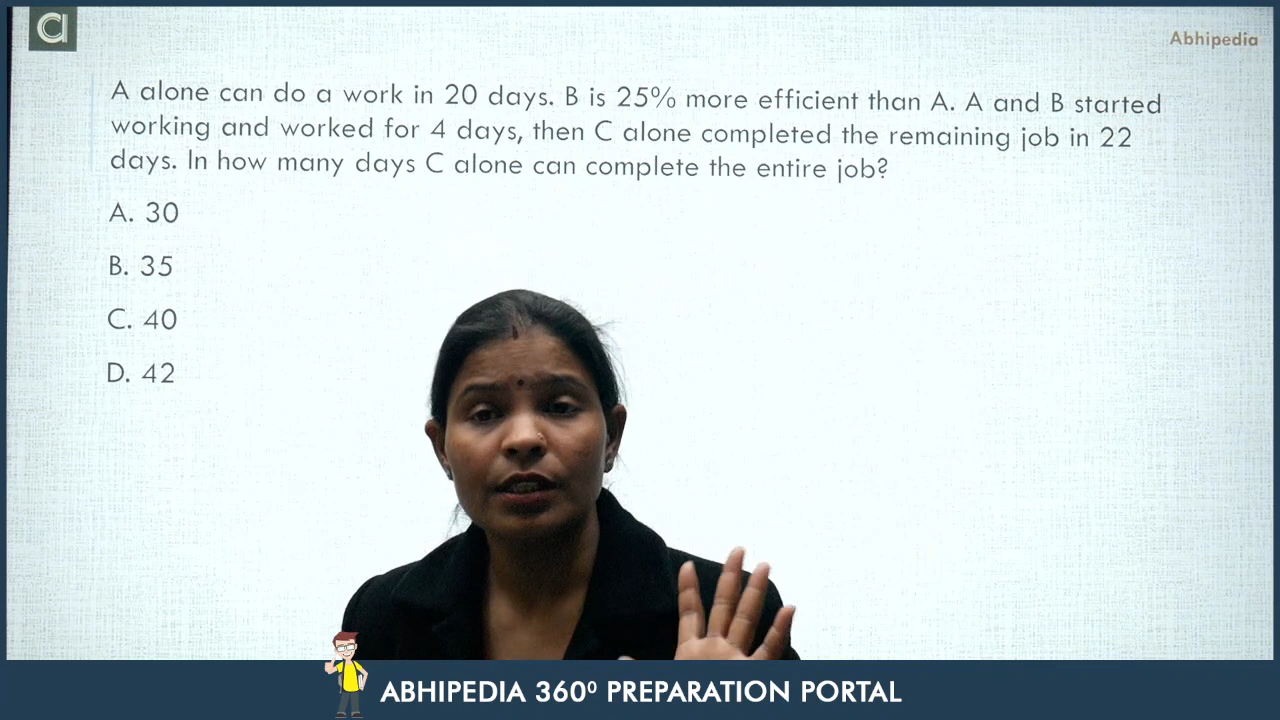 Abhipedia
A alone can do a work in 20 days. B is 25% more efficient than A. A and B started
working and worked for 4 days, then C alone completed the remaining job in 22
days. In how many days C alone can complete the entire job?
A. 30
B. 35
C. 40
D. 42
ABHIPEDIA 360⁰ PREPARATION PORTAL